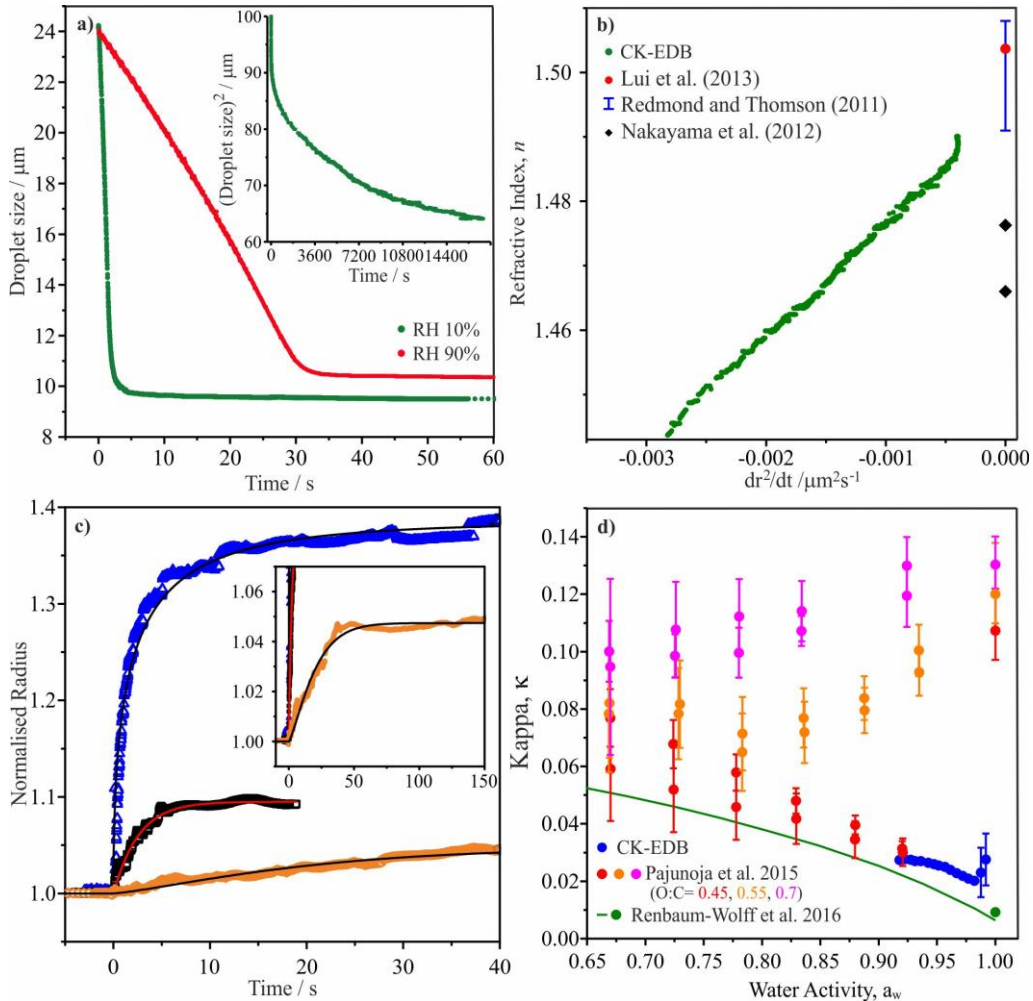 a)
Droplet size / µm
24
22
20
18
16
14
12
10
8
0
10
20
30
40
50
60
Time / s
RH 10%
RH 90%
(Droplet size)² / µm
100
90
80
70
60
0
3600
7200
10800
14400
Time / s
b)
CK-EDB
Lui et al. (2013)
Redmond and Thomson (2011)
Nakayama et al. (2012)
Refractive Index, n
1.50
1.48
1.46
-0.003
-0.002
-0.001
0.000
dr²/dt /µm²s⁻¹
c)
Normalised Radius
1.4
1.3
1.2
1.1
1.0
0
10
20
30
40
Time / s
1.06
1.04
1.02
1.00
0
50
100
150
d)
Kappa, κ
0.14
0.12
0.10
0.08
0.06
0.04
0.02
0.00
0.65
0.70
0.75
0.80
0.85
0.90
0.95
1.00
Water Activity, aw
CK-EDB
Pajunoja et al. 2015
(O:C= 0.45, 0.55, 0.7)
Renbaum-Wolff et al. 2016